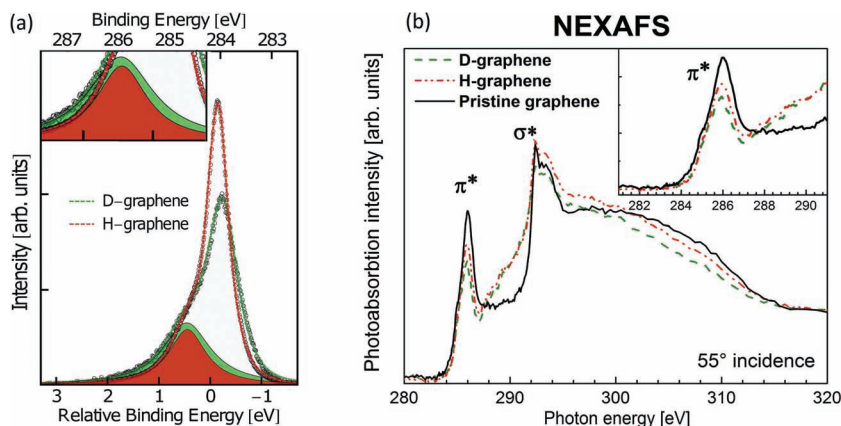 (a)
Binding Energy [eV]
287 286 285 284 283
Intensity [arb. units]
D-graphene
H-graphene
3 2 1 0 -1
Relative Binding Energy [eV]
(b)
NEXAFS
D-graphene
H-graphene
Pristine graphene
π*
σ*
π*
282 284 286 288 290
Photoabsorbtion intensity [arb. units]
55° incidence
280 290 300 310 320
Photon energy [eV]